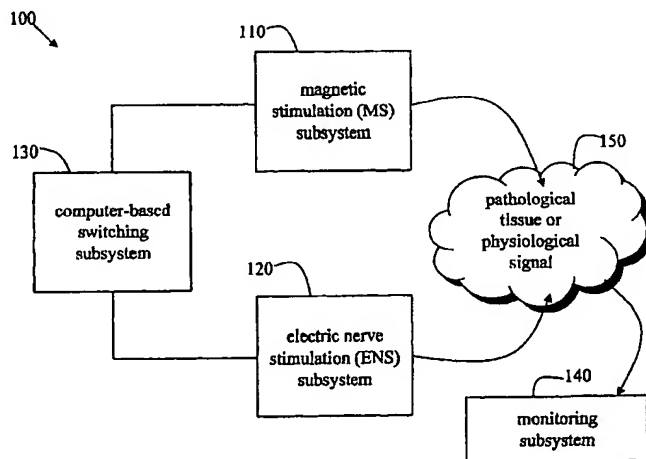 100
110
magnetic
stimulation (MS)
subsystem
130
computer-based
switching
subsystem
150
pathological
tissue or
physiological
signal
120
electric nerve
stimulation (ENS)
subsystem
140
monitoring
subsystem